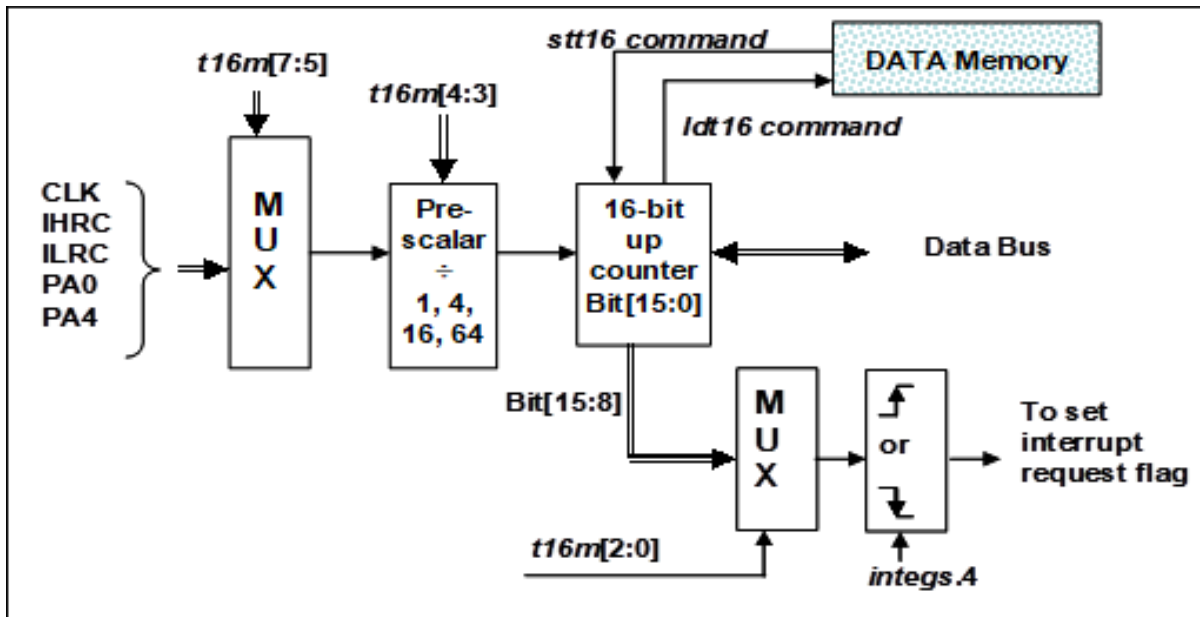 stt16 command
DATA Memory
t16m[7:5]
t16m[4:3]
ldt16 command
CLK
IHRC
ILRC
PA0
PA4
M
U
X
Pre-
scalar
÷
1, 4,
16, 64
16-bit
up
counter
Bit[15:0]
Data Bus
Bit[15:8]
M
U
X
or
To set
interrupt
request flag
t16m[2:0]
integs.4